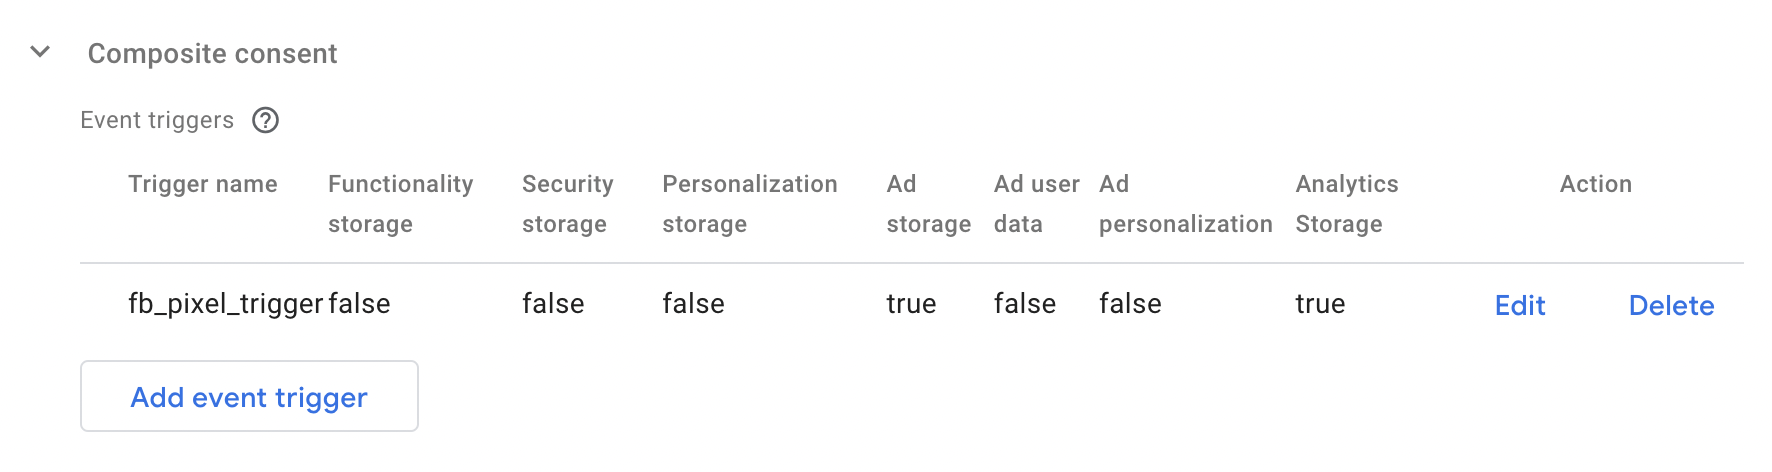 Composite consent
Event triggers
Trigger name Functionality storage Security storage Personalization storage Ad storage Ad user data Ad personalization Analytics Storage Action
fb_pixel_trigger false false false true false false true Edit Delete
Add event trigger